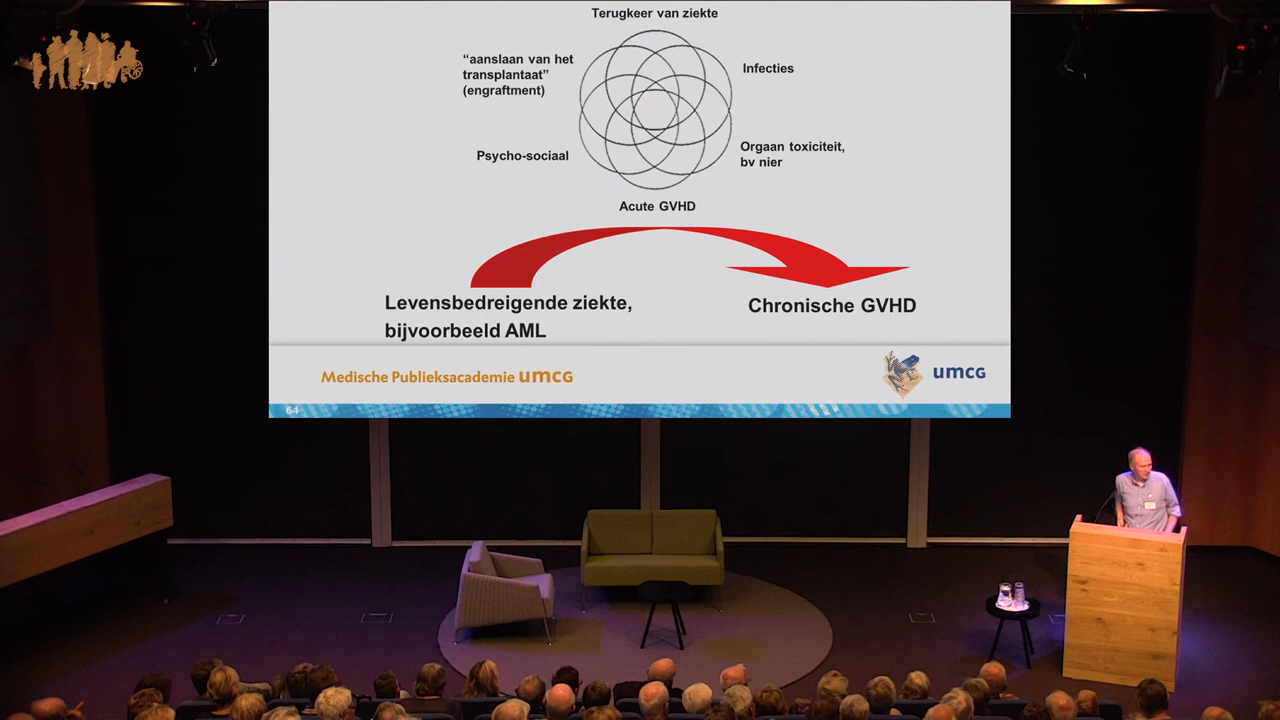 Terugkeer van ziekte
“aanslaan van het
transplantaat”
(engraftment)
Infecties
Psycho-sociaal
Orgaan toxiciteit,
bv nier
Acute GVHD
Levensbedreigende ziekte,
bijvoorbeeld AML
Chronische GVHD
Medische Publieksacademie umcg
umcg
64